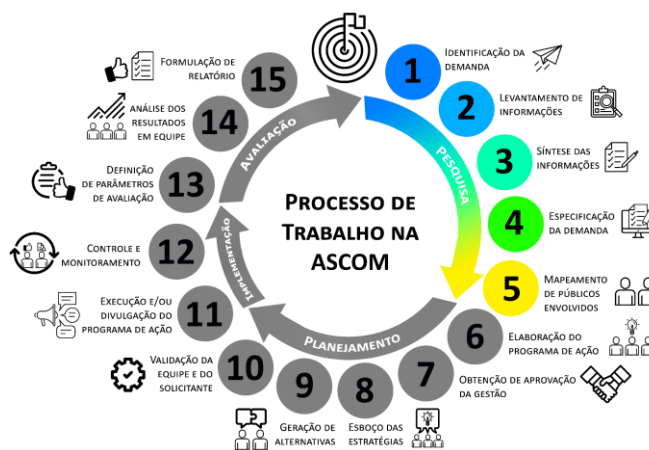 PROCESSO DE
TRABALHO NA
ASCOM
PESQUISA
PLANEJAMENTO
IMPLEMENTAÇÃO
AVALIAÇÃO
1
IDENTIFICAÇÃO DA
DEMANDA
2
LEVANTAMENTO DE
INFORMAÇÕES
3
SÍNTESE DAS
INFORMAÇÕES
4
ESPECIFICAÇÃO
DA DEMANDA
5
MAPEAMENTO DE
PÚBLICOS
ENVOLVIDOS
6
ELABORAÇÃO DO
PROGRAMA DE AÇÃO
7
OBTENÇÃO DE APROVAÇÃO
DA GESTÃO
8
ESBOÇO DAS
ESTRATÉGIAS
9
GERAÇÃO DE
ALTERNATIVAS
10
VALIDAÇÃO DA
EQUIPE E DO
SOLICITANTE
11
EXECUÇÃO E/OU
DIVULGAÇÃO DO
PROGRAMA DE AÇÃO
12
CONTROLE E
MONITORAMENTO
13
DEFINIÇÃO
DE PARÂMETROS
DE AVALIAÇÃO
14
ANÁLISE DOS
RESULTADOS
EM EQUIPE
15
FORMULAÇÃO DE
RELATÓRIO